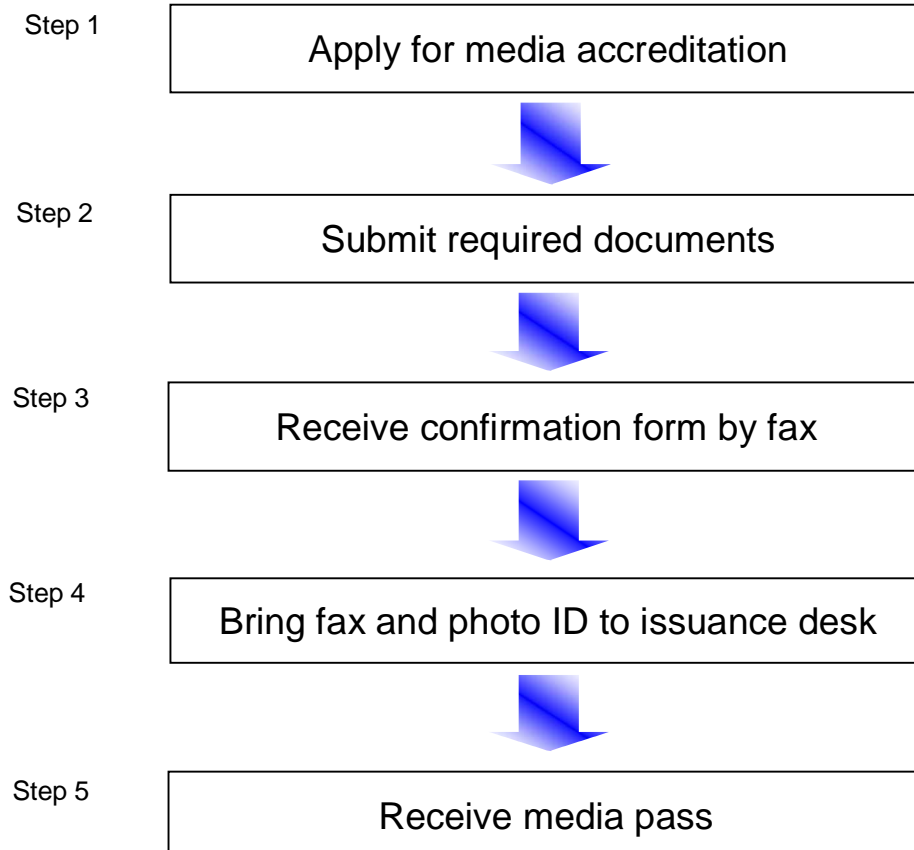 Step 1
Apply for media accreditation
Step 2
Submit required documents
Step 3
Receive confirmation form by fax
Step 4
Bring fax and photo ID to issuance desk
Step 5
Receive media pass